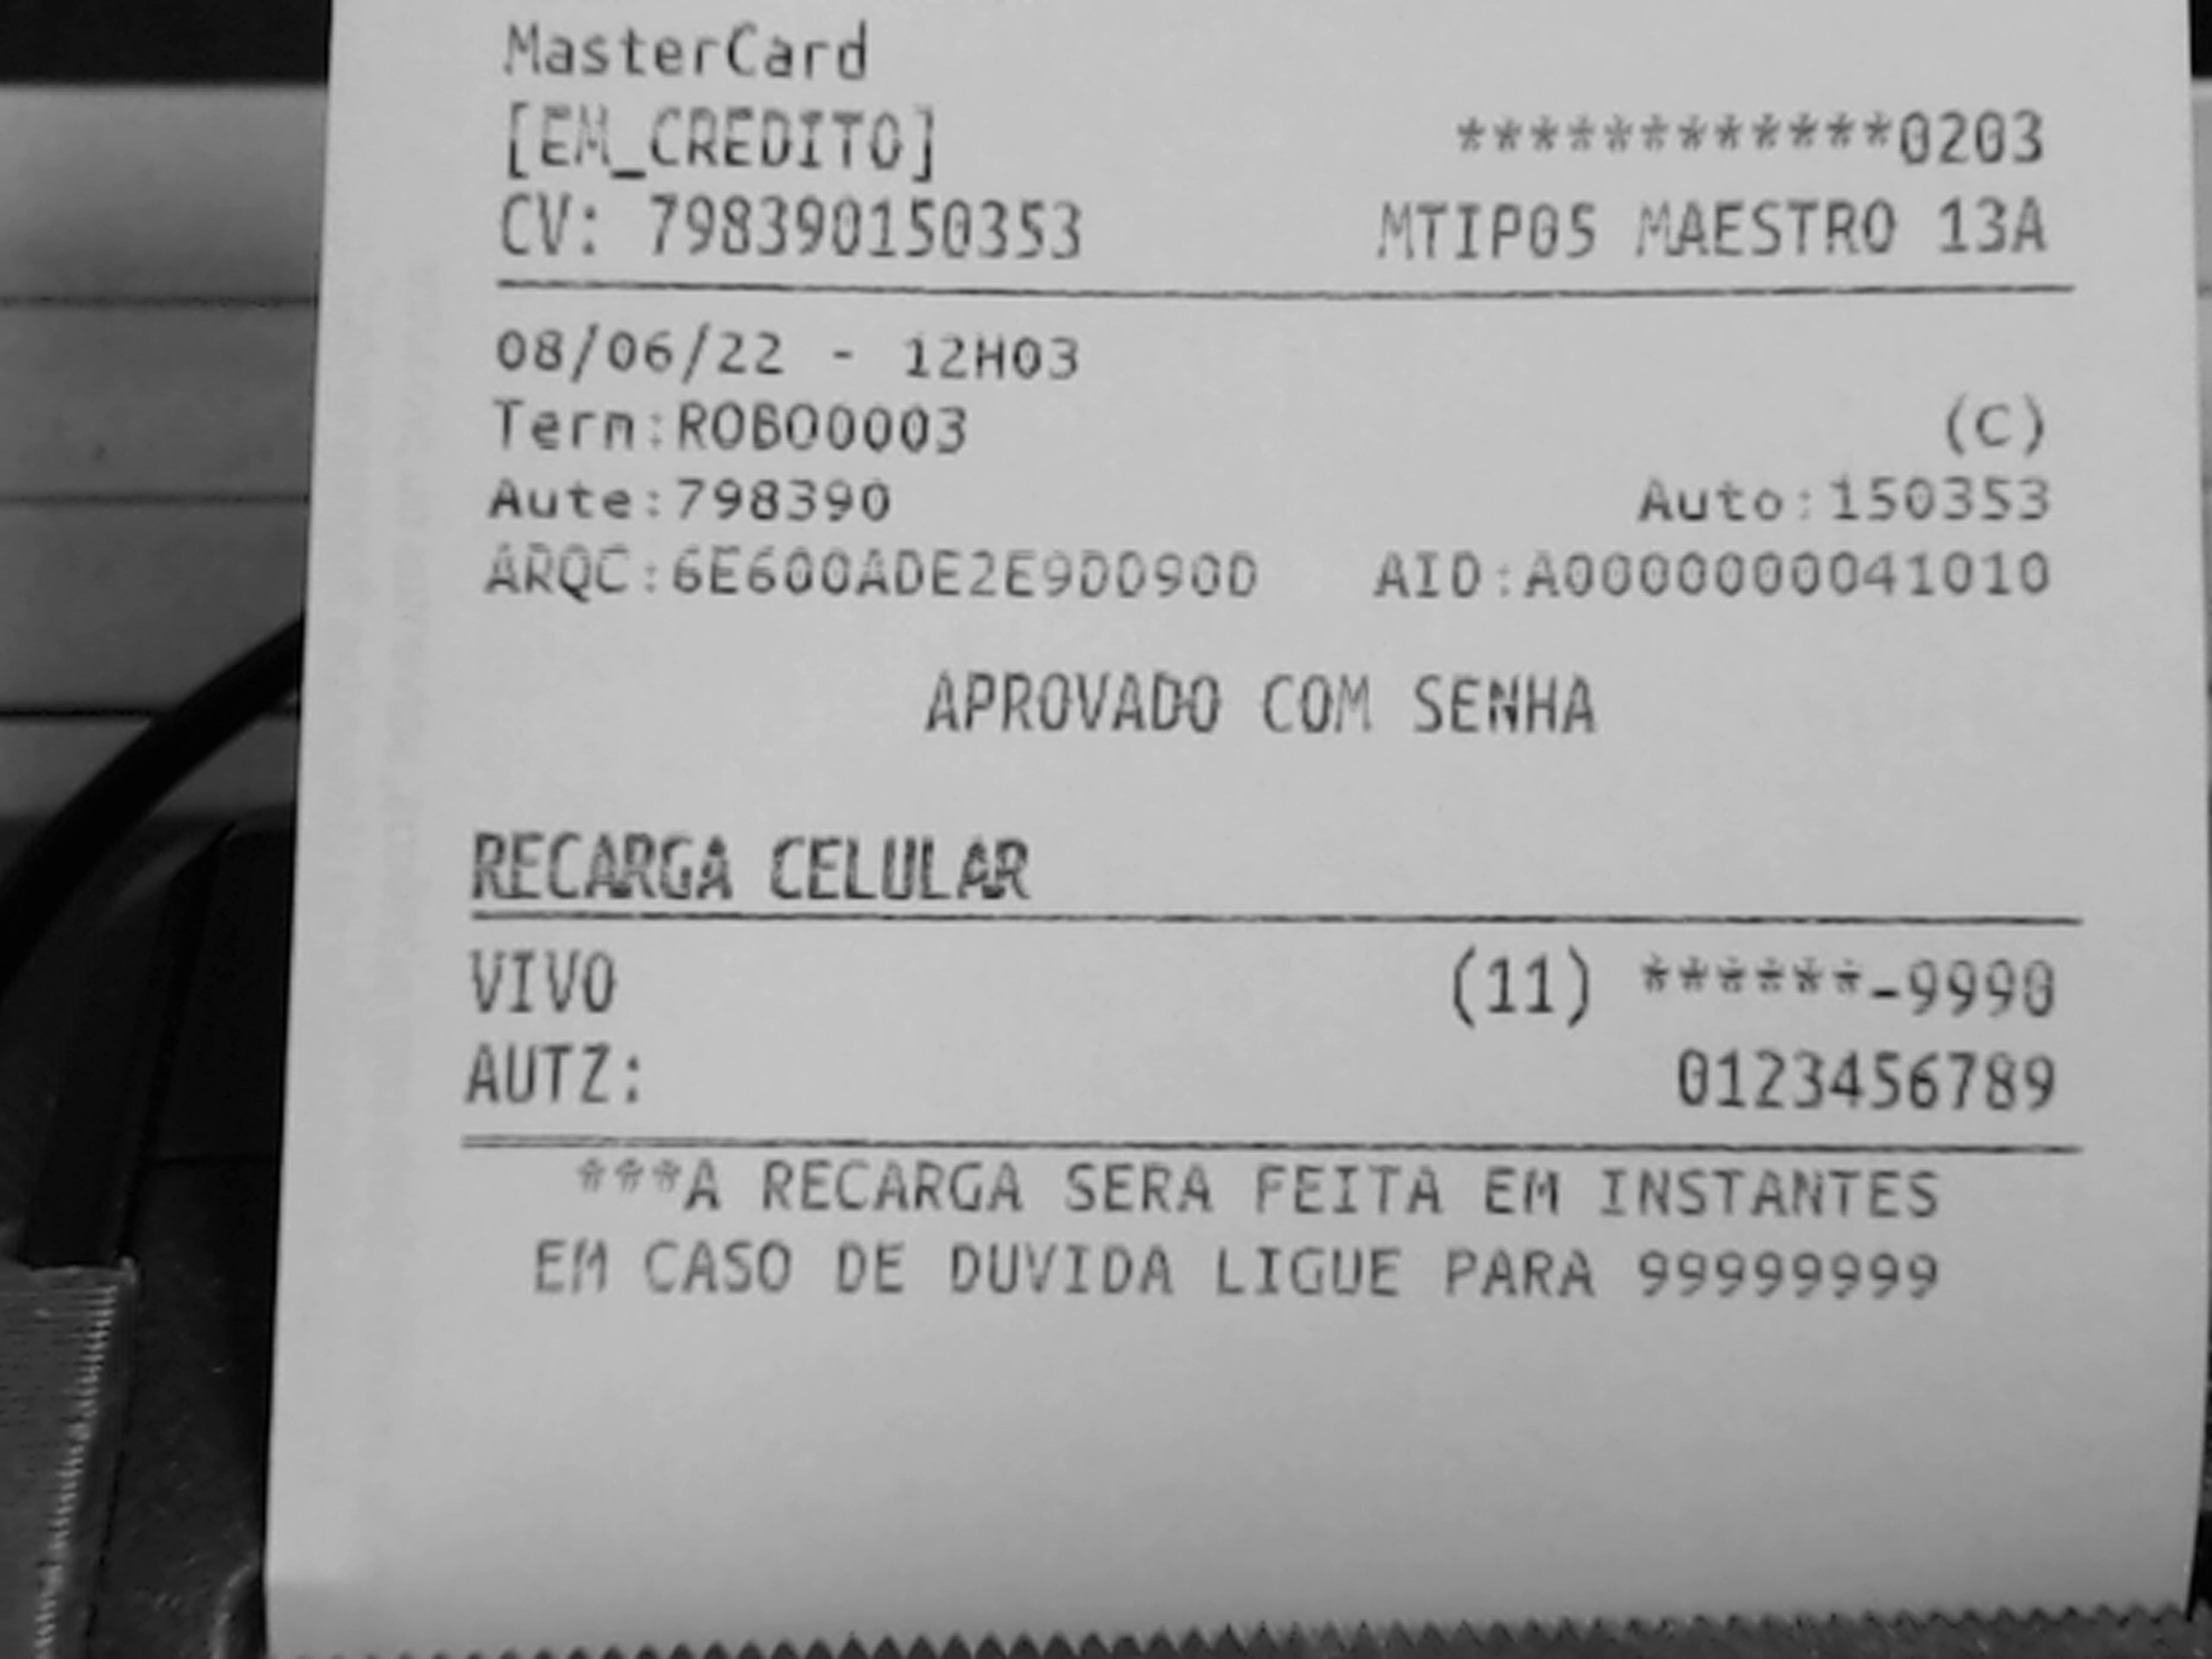 MasterCard
[EM_CREDITO] ************0203
CV: 798390150353 MTIP05 MAESTRO 13A
08/06/22 - 12H03
Term:ROBO0003 (C)
Aute:798390 Auto:150353
ARQC:6E600ADE2E9DD90D AID:A0000000041010
APROVADO COM SENHA
RECARGA CELULAR
VIVO (11) ******-9990
AUTZ: 0123456789
***A RECARGA SERA FEITA EM INSTANTES
EM CASO DE DUVIDA LIGUE PARA 99999999